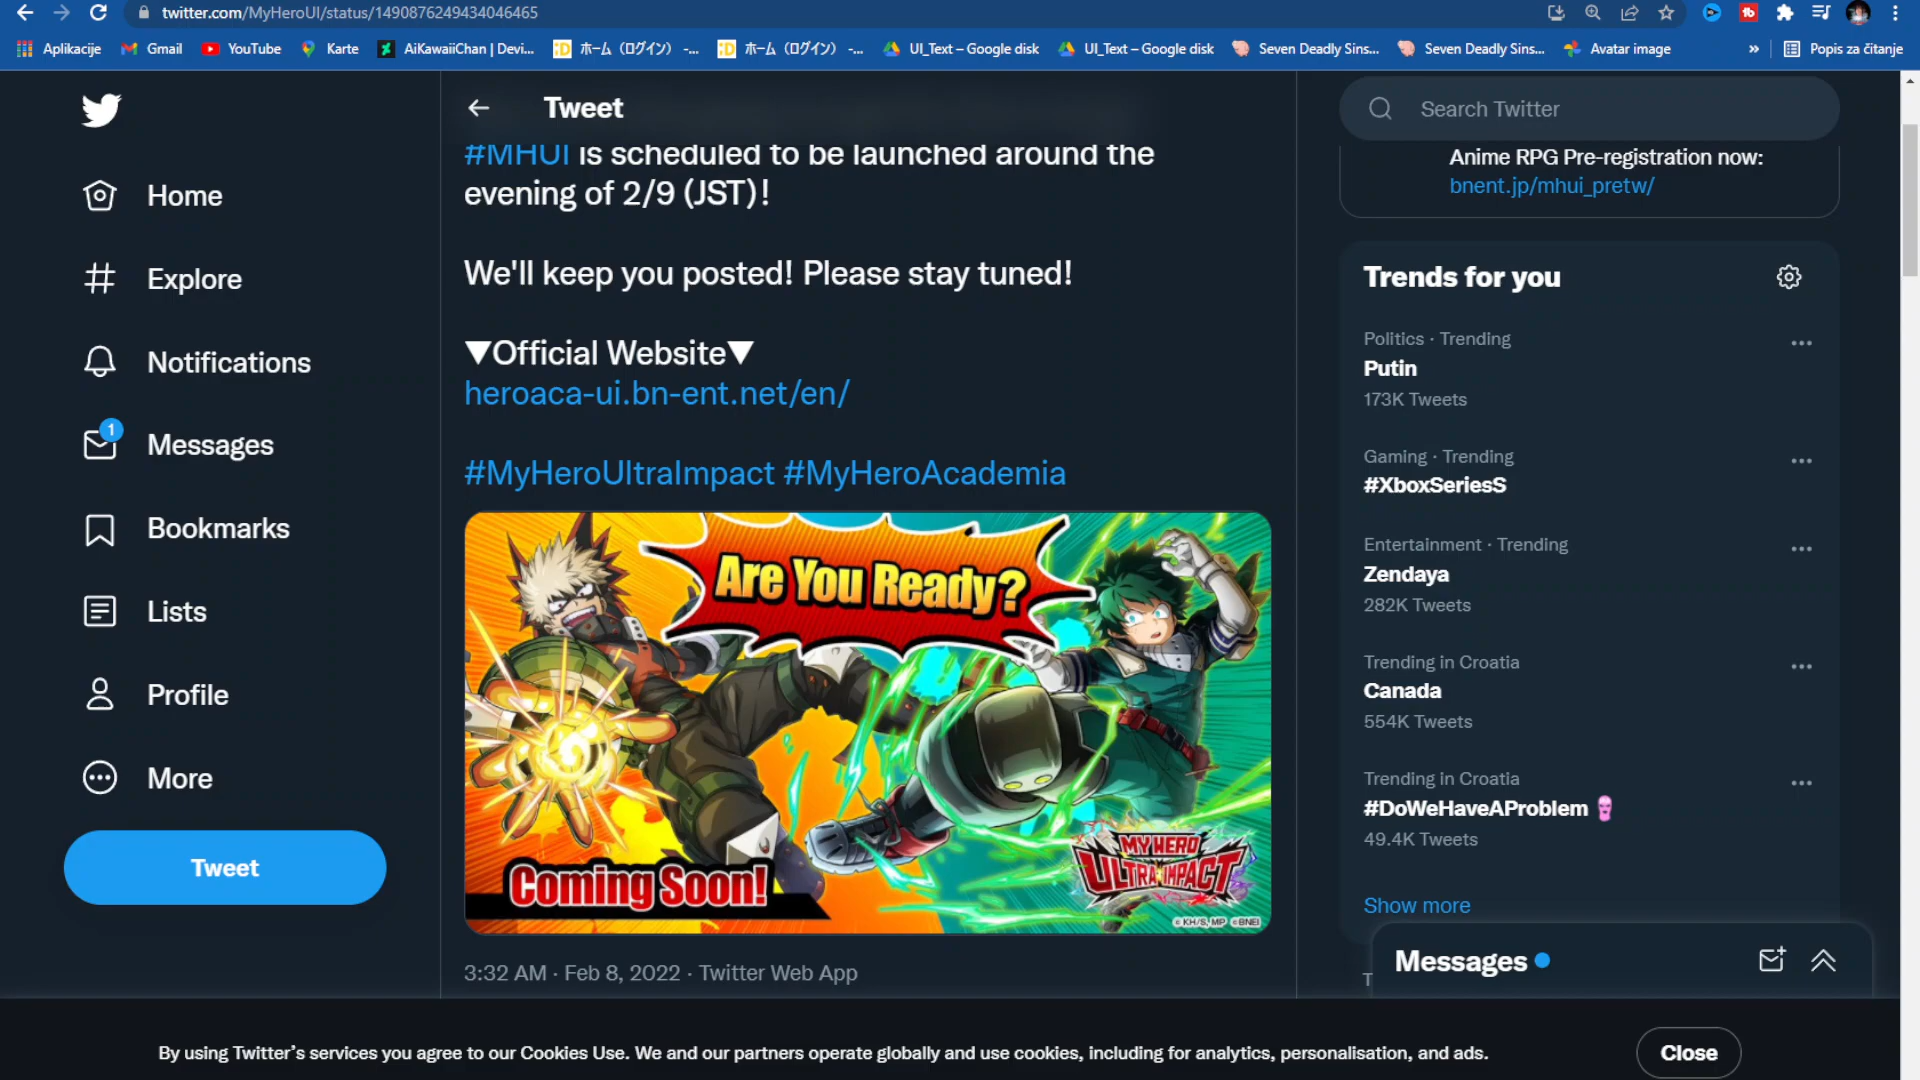 twitter.com/MyHeroUI/status/1490876249434046465
Aplikacije
Gmail
YouTube
Karte
AiKawaiiChan | Devi...
ホーム（ログイン） -...
ホーム（ログイン） -...
UI_Text – Google disk
UI_Text – Google disk
Seven Deadly Sins...
Seven Deadly Sins...
Avatar image
»
Popis za čitanje
Home
Explore
Notifications
1
Messages
Bookmarks
Lists
Profile
More
Tweet
Tweet
#MHUI is scheduled to be launched around the
evening of 2/9 (JST)!
We'll keep you posted! Please stay tuned!
▼Official Website▼
heroaca-ui.bn-ent.net/en/
#MyHeroUltraImpact #MyHeroAcademia
Are You Ready?
Coming Soon!
MY HERO
ULTRA IMPACT
©KH/S, MP ©BNEI
3:32 AM · Feb 8, 2022 · Twitter Web App
Search Twitter
Anime RPG Pre-registration now:
bnent.jp/mhui_pretw/
Trends for you
Politics · Trending
Putin
173K Tweets
Gaming · Trending
#XboxSeriesS
Entertainment · Trending
Zendaya
282K Tweets
Trending in Croatia
Canada
554K Tweets
Trending in Croatia
#DoWeHaveAProblem
49.4K Tweets
Show more
Messages
By using Twitter's services you agree to our Cookies Use. We and our partners operate globally and use cookies, including for analytics, personalisation, and ads.
Close